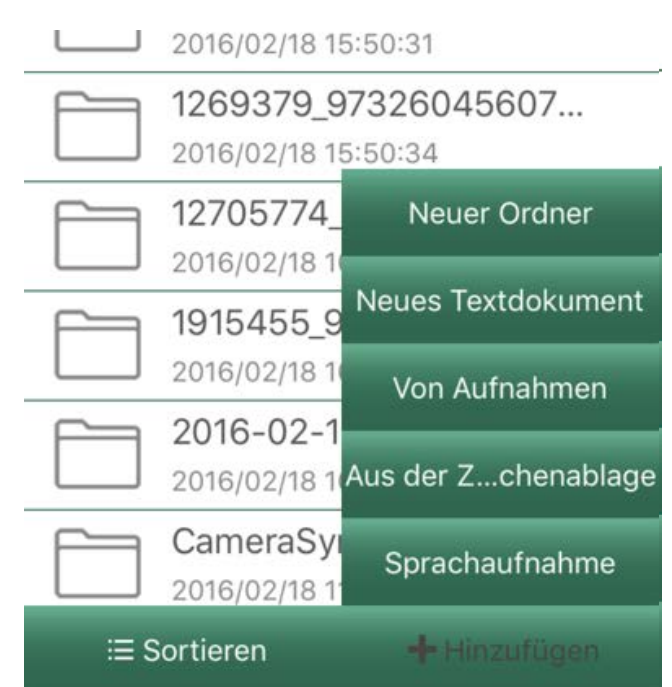 2016/02/18 15:50:31
1269379_97326045607...
2016/02/18 15:50:34
12705774_
2016/02/18 1
Neuer Ordner
1915455_9
2016/02/18 1
Neues Textdokument
Von Aufnahmen
2016-02-1
2016/02/18 1
Aus der Z...chenablage
CameraSy
2016/02/18 1
Sprachaufnahme
Sortieren
Hinzufügen